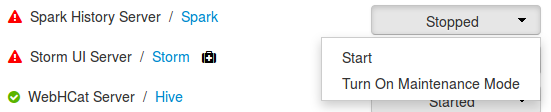 Spark History Server / Spark Stopped
Start
Storm UI Server / Storm
Turn On Maintenance Mode
WebHCat Server / Hive Started